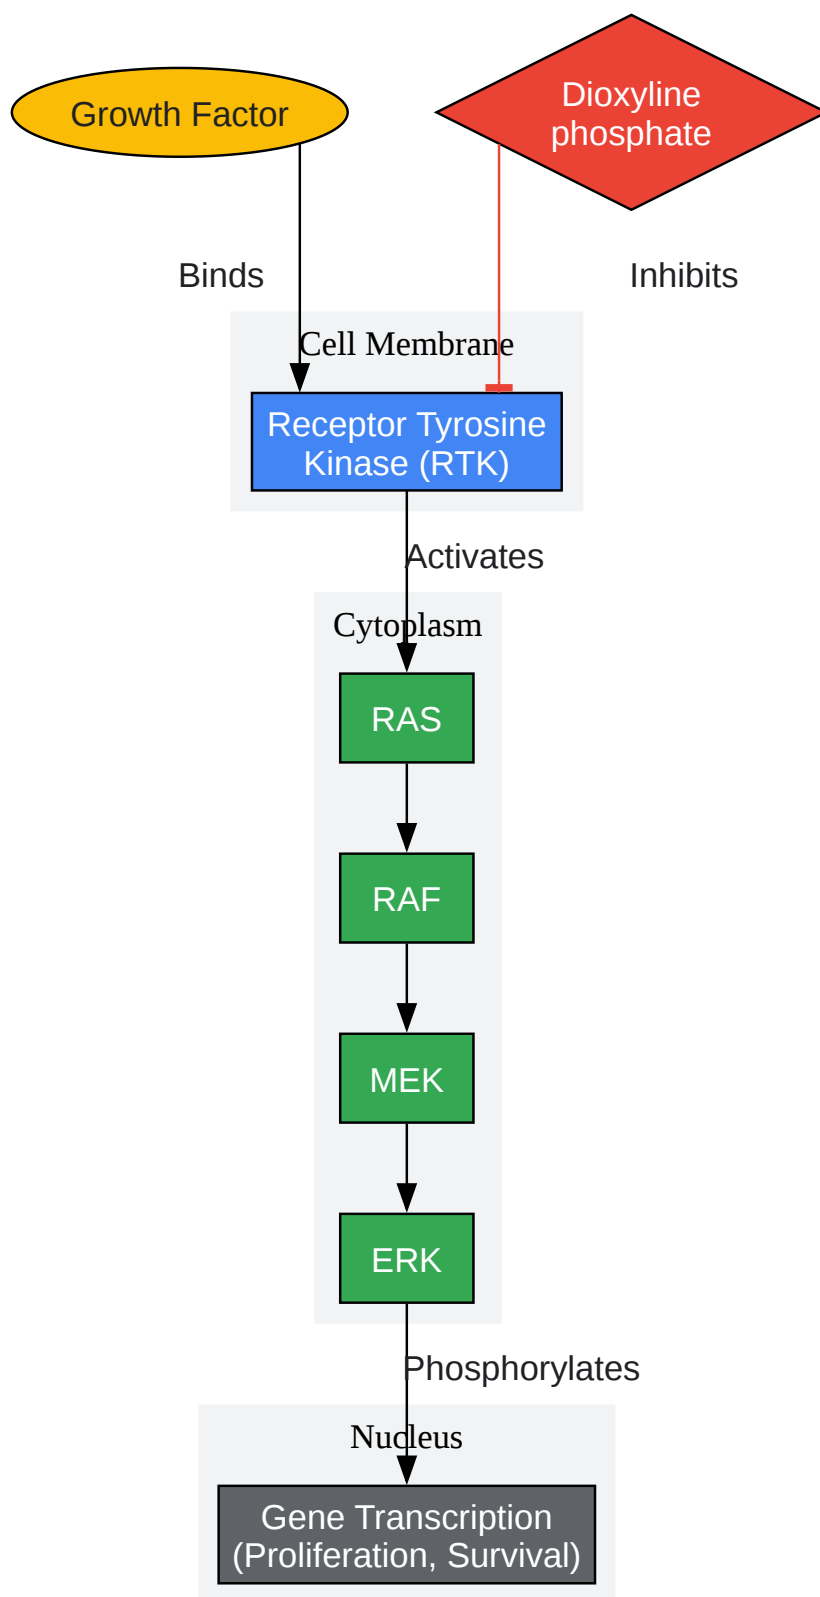 Growth Factor
Dioxyline
phosphate
Binds
Inhibits
Cell Membrane
Receptor Tyrosine
Kinase (RTK)
Activates
Cytoplasm
RAS
RAF
MEK
ERK
Phosphorylates
Nucleus
Gene Transcription
(Proliferation, Survival)